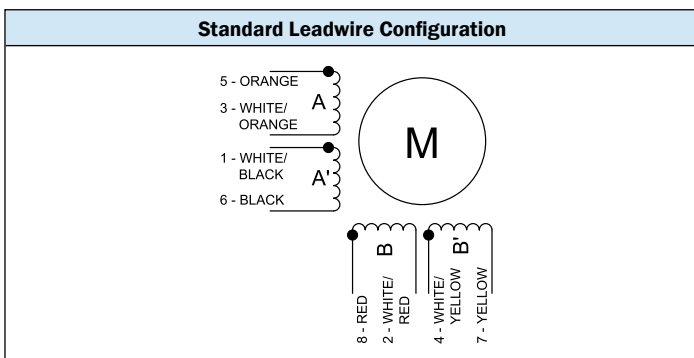 Standard Leadwire Configuration
5 - ORANGE
3 - WHITE/
ORANGE
A
1 - WHITE/
BLACK
6 - BLACK
A'
M
B
B'
8 - RED
2 - WHITE/
RED
4 - WHITE/
YELLOW
7 - YELLOW